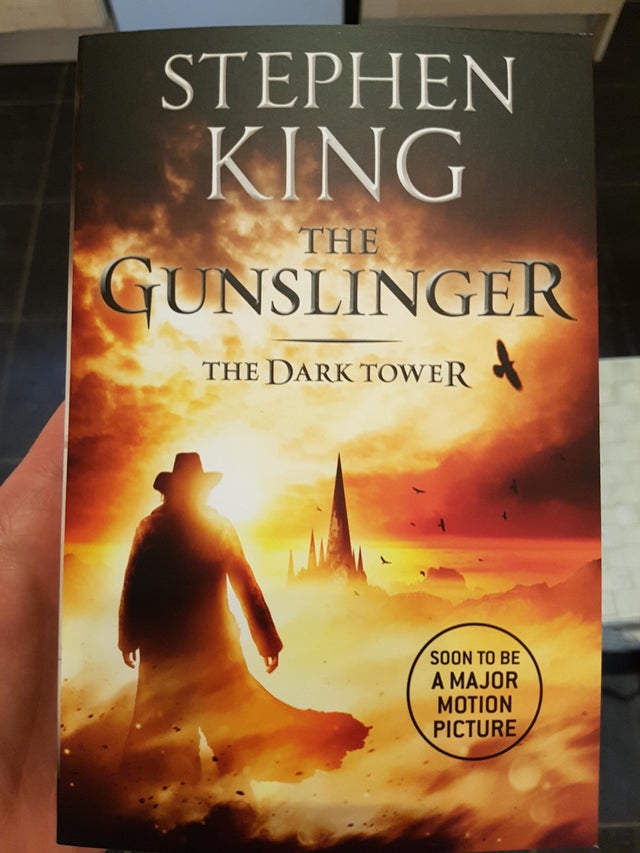 STEPHEN
KING
THE
GUNSLINGER
THE DARK TOWER
SOON TO BE
A MAJOR
MOTION
PICTURE